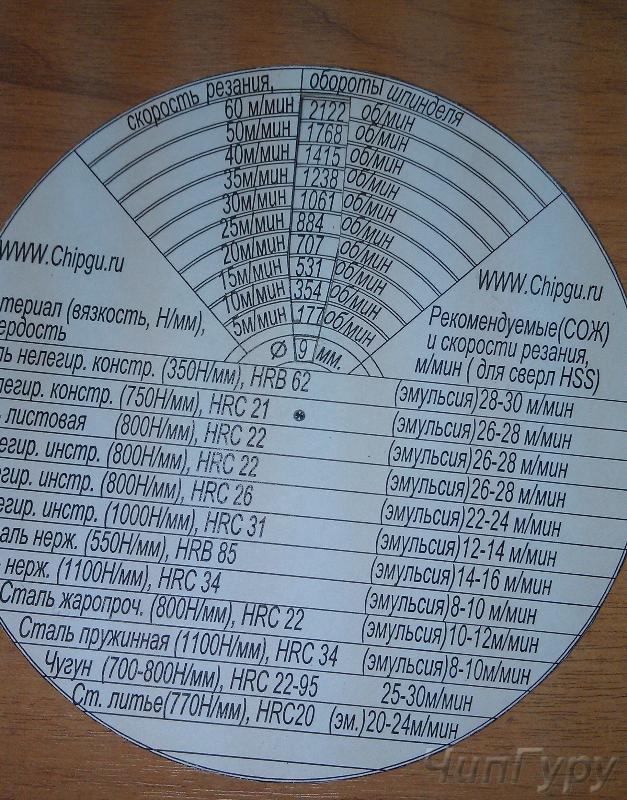 скорость резания, обороты шпинделя
60 м/мин 2122 об/мин
50м/мин 1768 об/мин
40м/мин 1415 об/мин
35м/мин 1238 об/мин
30м/мин 1061 об/мин
25м/мин 884 об/мин
20м/мин 707 об/мин
15м/мин 531 об/мин
10м/мин 354 об/мин
5м/мин 177 об/мин
Ø 9 мм.
WWW.Chipgu.ru
WWW.Chipgu.ru
териал (вязкость, Н/мм),
ердость
Рекомендуемые(СОЖ)
и скорости резания,
м/мин ( для сверл HSS)
ль нелегир. констр. (350Н/мм), HRB 62 (эмульсия)28-30 м/мин
легир. констр. (750Н/мм), HRC 21 (эмульсия)26-28 м/мин
листовая (800Н/мм), HRC 22 (эмульсия)26-28 м/мин
легир. инстр. (800Н/мм), HRC 22 (эмульсия)26-28 м/мин
егир. инстр. (800Н/мм), HRC 26 (эмульсия)22-24 м/мин
егир. инстр. (1000Н/мм), HRC 31 (эмульсия)12-14 м/мин
аль нерж. (550Н/мм), HRB 85 (эмульсия)14-16 м/мин
нерж. (1100Н/мм), HRC 34 (эмульсия)8-10 м/мин
Сталь жаропроч. (800Н/мм), HRC 22 (эмульсия)10-12м/мин
Сталь пружинная (1100Н/мм), HRC 34 (эмульсия)8-10м/мин
Чугун (700-800Н/мм), HRC 22-95 25-30м/мин
Ст. литье(770Н/мм), HRC20 (эм.)20-24м/мин
ЧипГуру